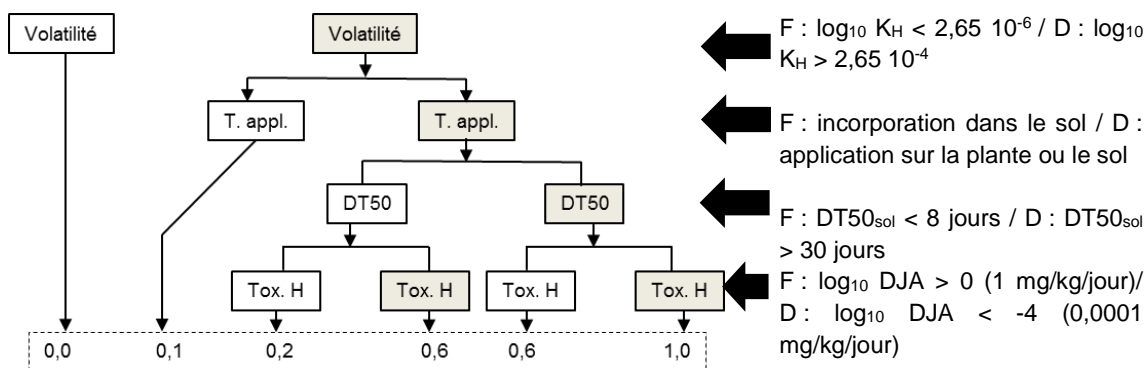 Volatilité
Volatilité
F : log₁₀ K_H < 2,65 10⁻⁶ / D : log₁₀
K_H > 2,65 10⁻⁴
T. appl.
T. appl.
F : incorporation dans le sol / D :
application sur la plante ou le sol
DT50
DT50
F : DT50sol < 8 jours / D : DT50sol
> 30 jours
Tox. H
Tox. H
Tox. H
Tox. H
F : log₁₀ DJA > 0 (1 mg/kg/jour)/
D : log₁₀ DJA < -4 (0,0001
mg/kg/jour)
0,0
0,1
0,2
0,6
0,6
1,0